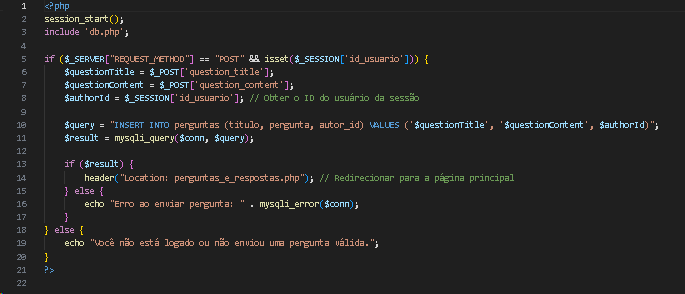 1 <?php
2 session_start();
3 include 'db.php';
4
5 if ($_SERVER["REQUEST_METHOD"] == "POST" && isset($_SESSION['id_usuario'])) {
6 $questionTitle = $_POST['question_title'];
7 $questionContent = $_POST['question_content'];
8 $authorId = $_SESSION['id_usuario']; // Obter o ID do usuário da sessão
9
10 $query = "INSERT INTO perguntas (titulo, pergunta, autor_id) VALUES ('$questionTitle', '$questionContent', $authorId)";
11 $result = mysqli_query($conn, $query);
12
13 if ($result) {
14 header("Location: perguntas_e_respostas.php"); // Redirecionar para a página principal
15 } else {
16 echo "Erro ao enviar pergunta: " . mysqli_error($conn);
17 }
18 } else {
19 echo "Você não está logado ou não enviou uma pergunta válida.";
20 }
21 ?>
22